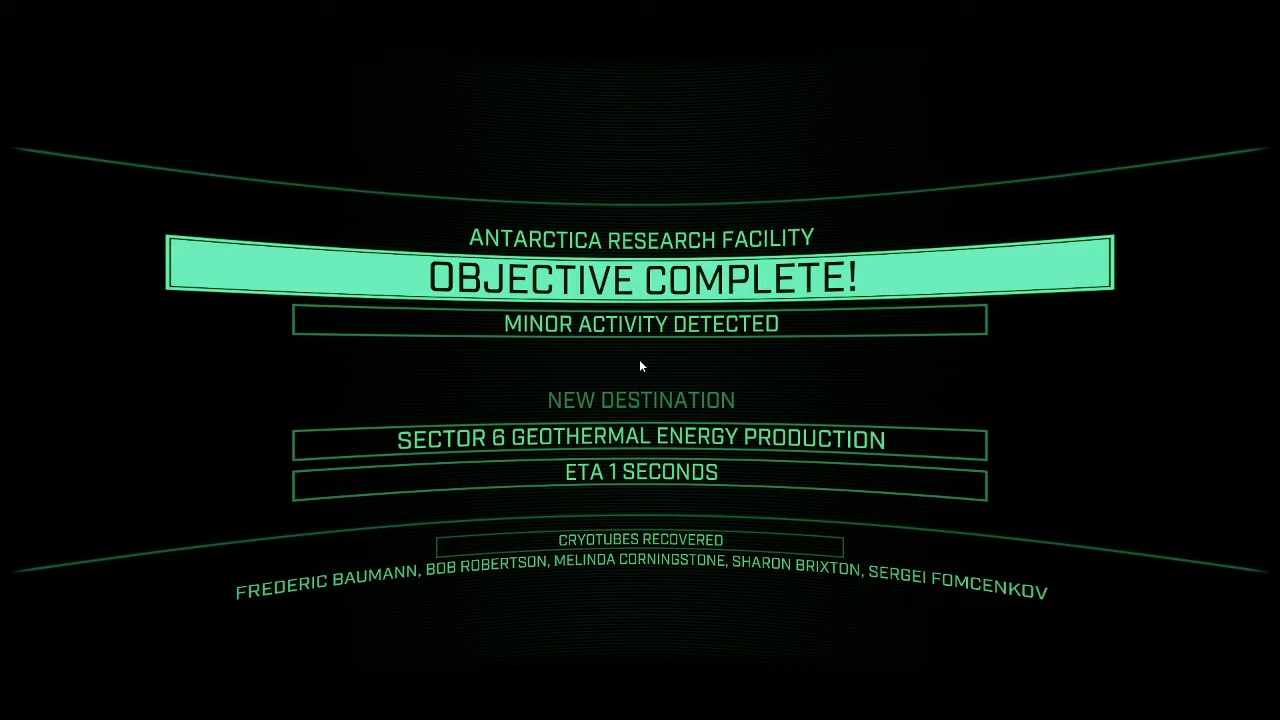 ANTARCTICA RESEARCH FACILITY
OBJECTIVE COMPLETE!
MINOR ACTIVITY DETECTED
NEW DESTINATION
SECTOR 6 GEOTHERMAL ENERGY PRODUCTION
ETA 1 SECONDS
CRYOTUBES RECOVERED
FREDERIC BAUMANN, BOB ROBERTSON, MELINDA CORNINGSTONE, SHARON BRIXTON, SERGEI FOMCENKOV